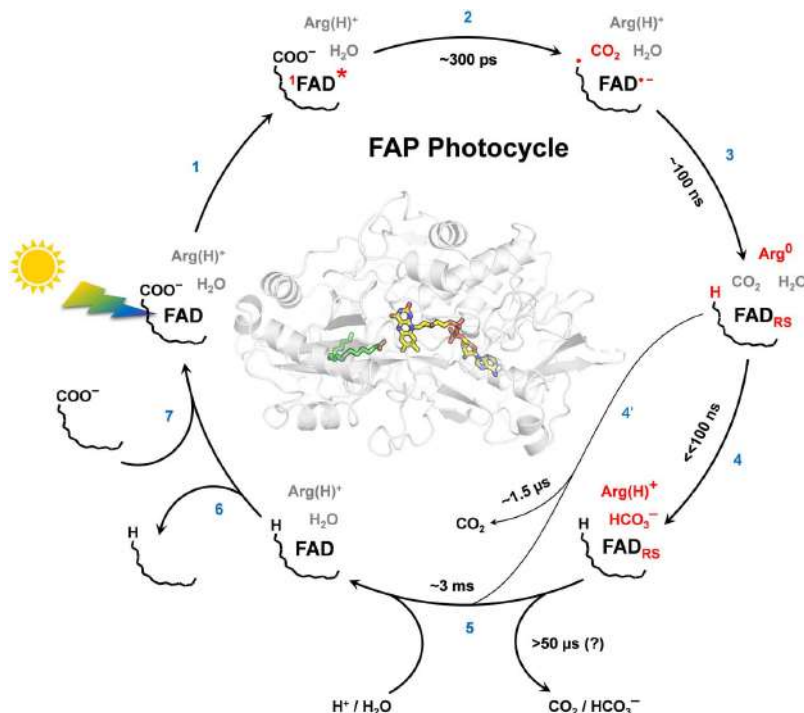 FAP Photocycle
COO⁻
Arg(H)⁺
H₂O
FAD
1
COO⁻
Arg(H)⁺
H₂O
¹FAD*
2
~300 ps
Arg(H)⁺
• CO₂ H₂O
FAD•⁻
3
~100 ns
Arg⁰
H CO₂ H₂O
FADRS
4
<<100 ns
4'
~1.5 µs
CO₂
Arg(H)⁺
H HCO₃⁻
FADRS
5
~3 ms
>50 µs (?)
H⁺ / H₂O
CO₂ / HCO₃⁻
Arg(H)⁺
H H₂O
FAD
6
H
7
COO⁻